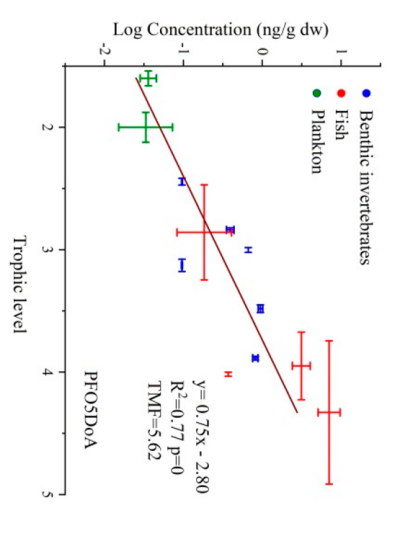 Log Concentration (ng/g dw)
-2
-1
0
1
Benthic invertebrates
Fish
Plankton
y= 0.75x - 2.80
R²=0.77 p=0
TMF=5.62
PFO5DoA
2
3
4
5
Trophic level